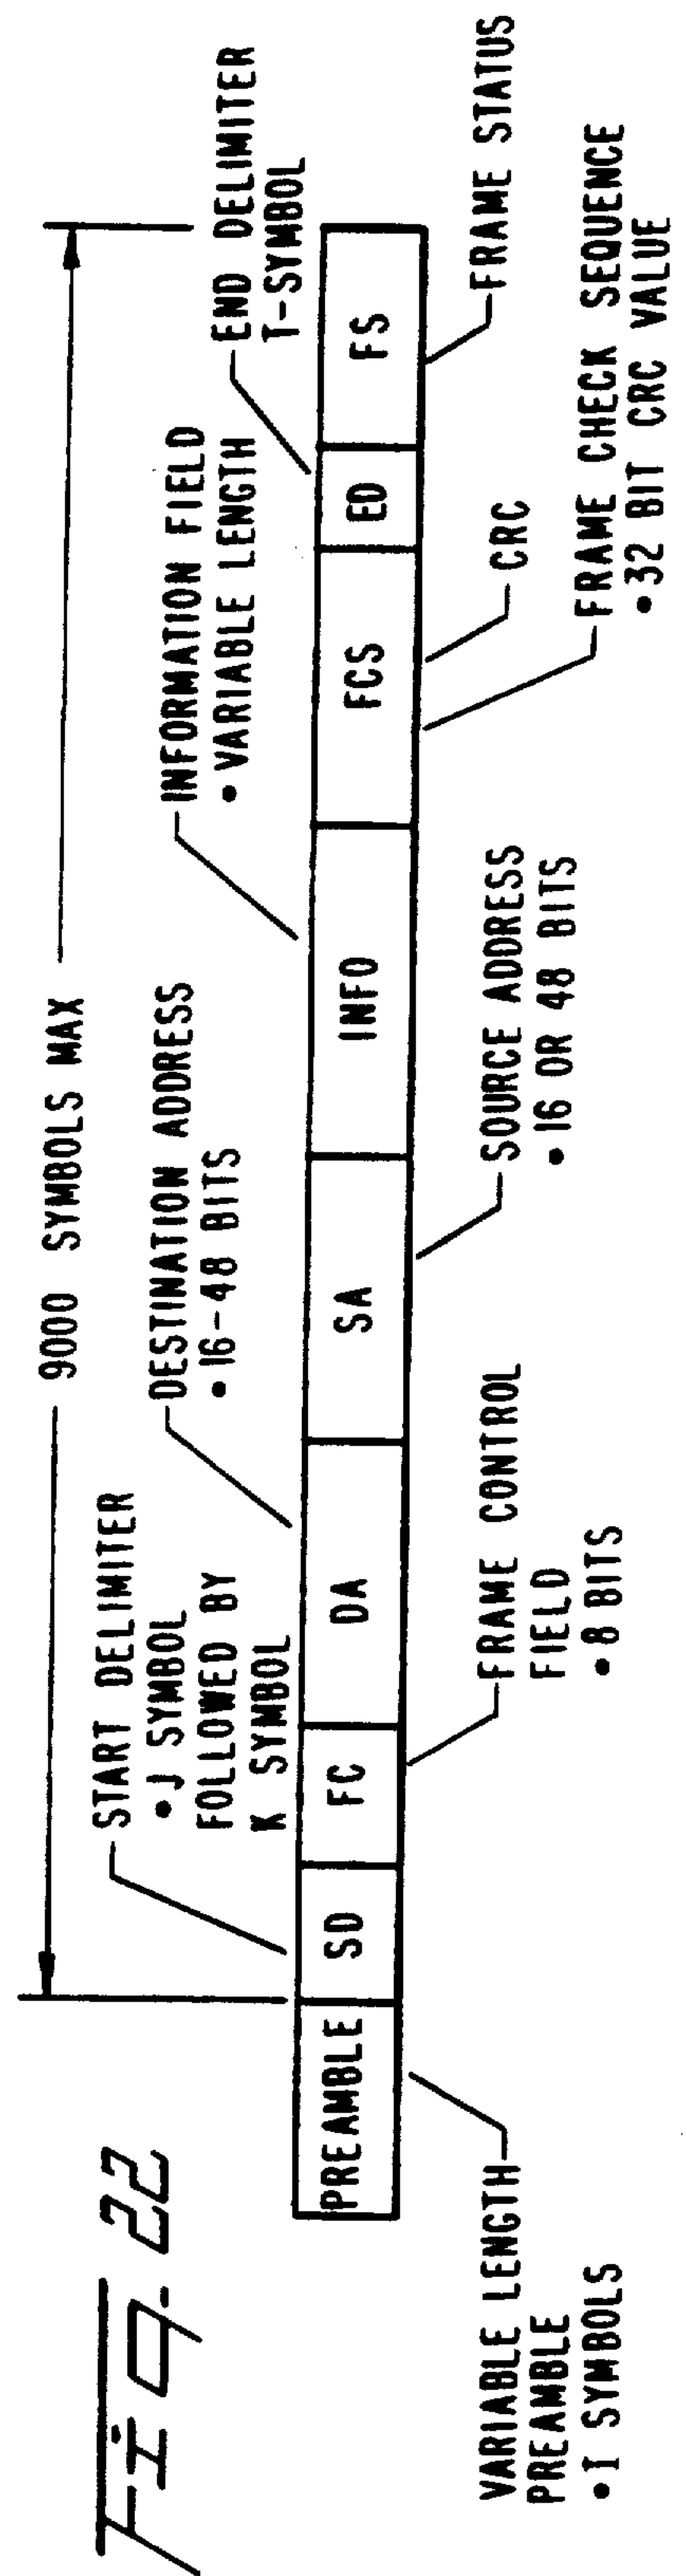 Fig. 22
9000 SYMBOLS MAX
START DELIMITER
•J SYMBOL
FOLLOWED BY
K SYMBOL
DESTINATION ADDRESS
•16-48 BITS
INFORMATION FIELD
•VARIABLE LENGTH
END DELIMITER
T-SYMBOL
PREAMBLE
SD
FC
DA
SA
INFO
FCS
ED
FS
VARIABLE LENGTH
PREAMBLE
•I SYMBOLS
FRAME CONTROL
FIELD
•8 BITS
SOURCE ADDRESS
•16 OR 48 BITS
CRC
FRAME CHECK SEQUENCE
•32 BIT CRC VALUE
FRAME STATUS